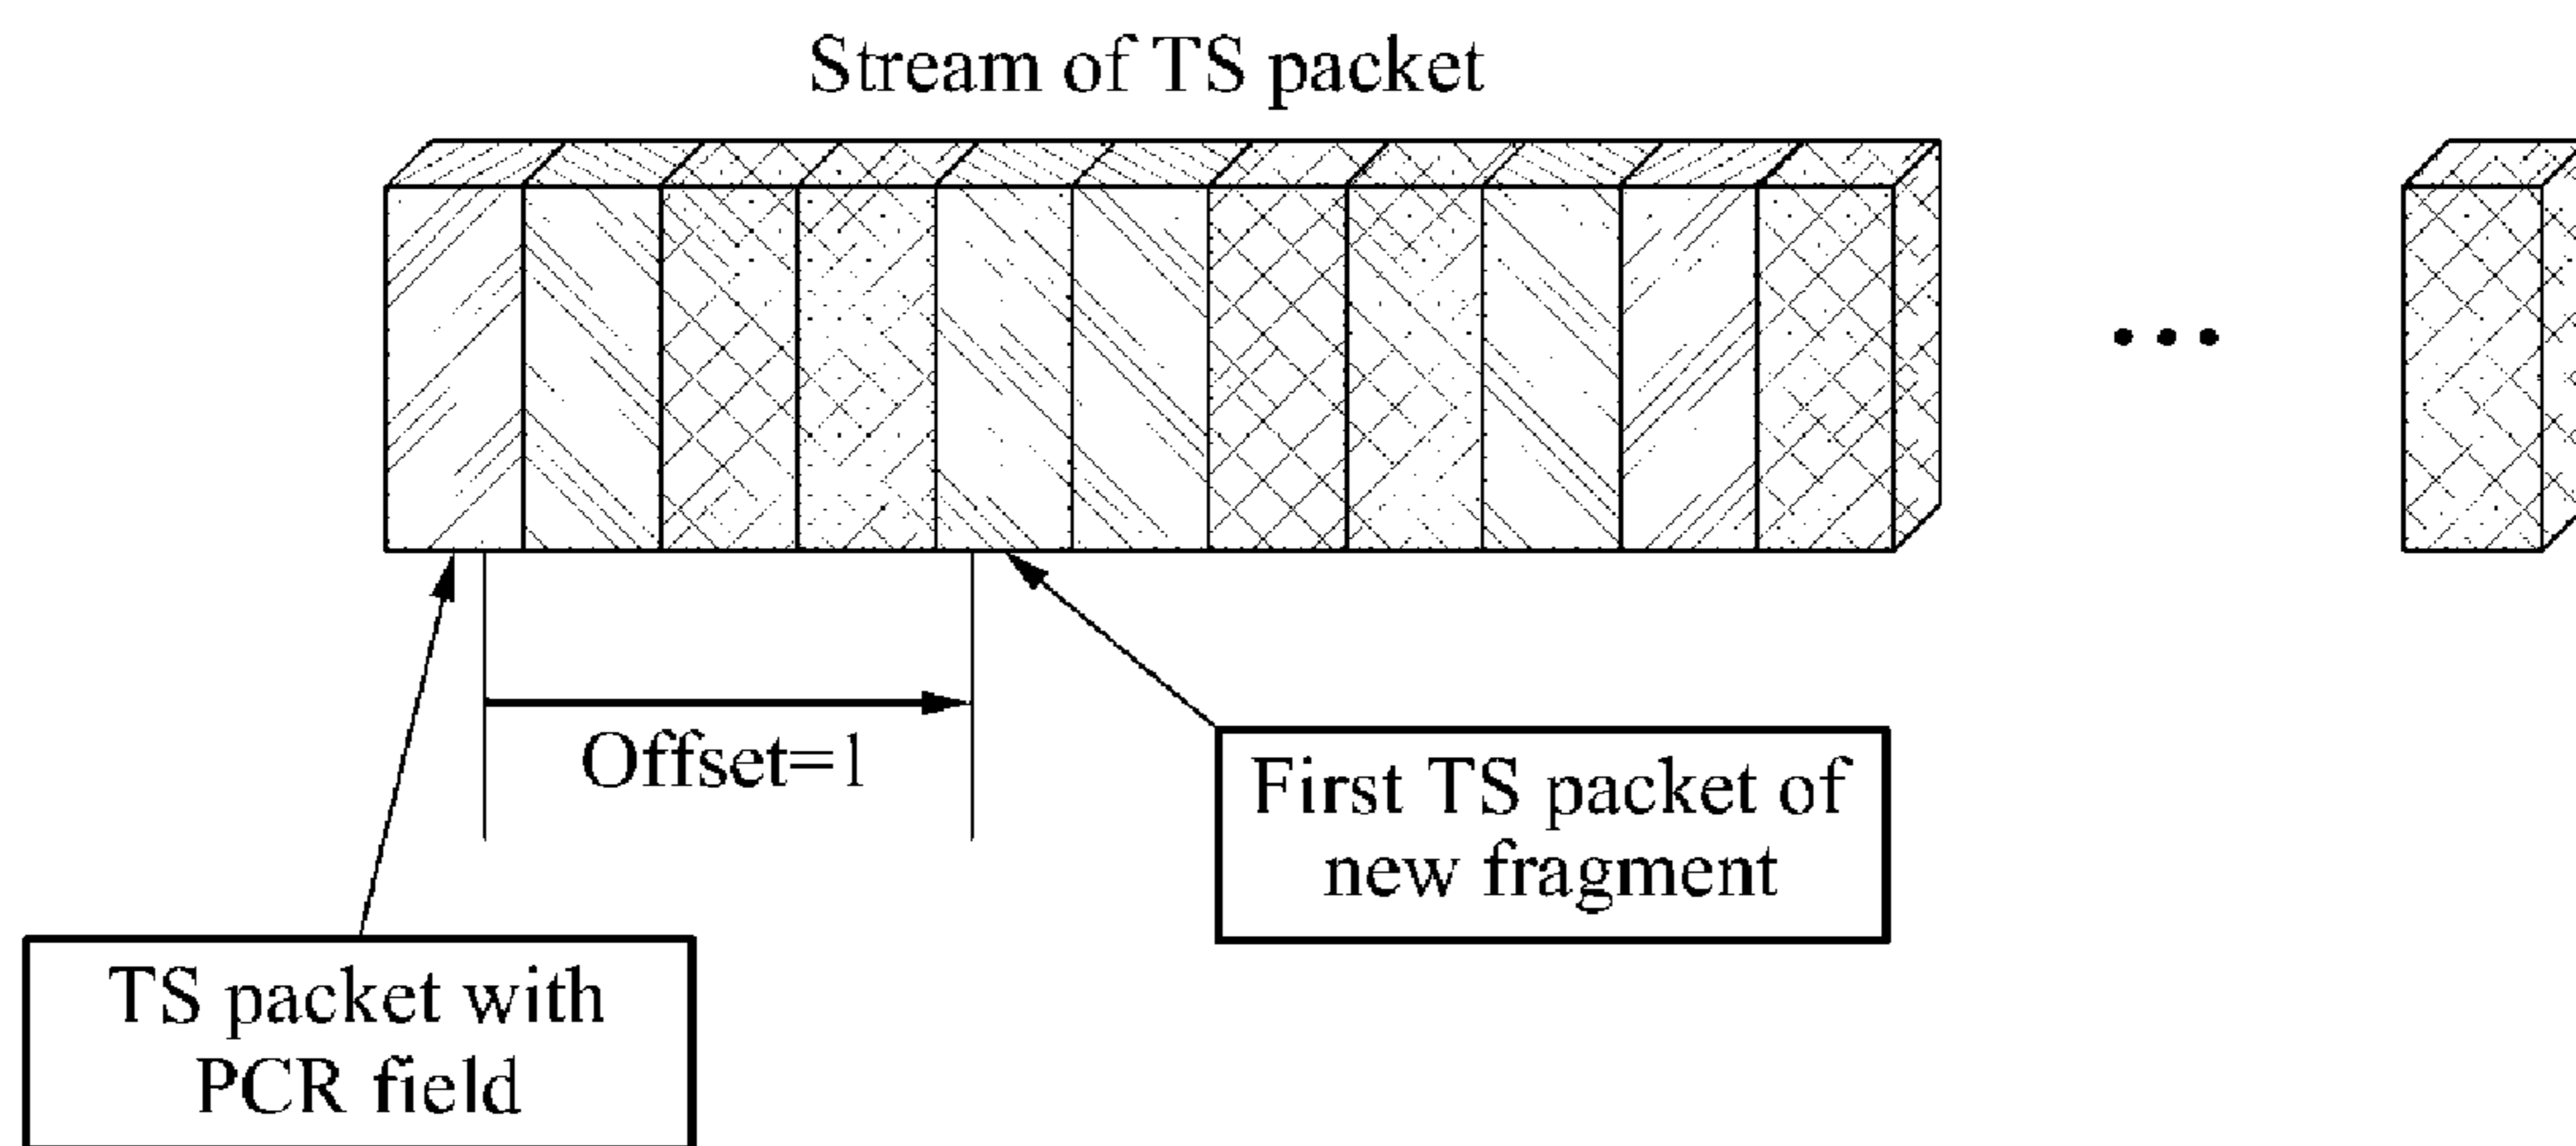 Stream of TS packet
Offset=1
First TS packet of
new fragment
TS packet with
PCR field